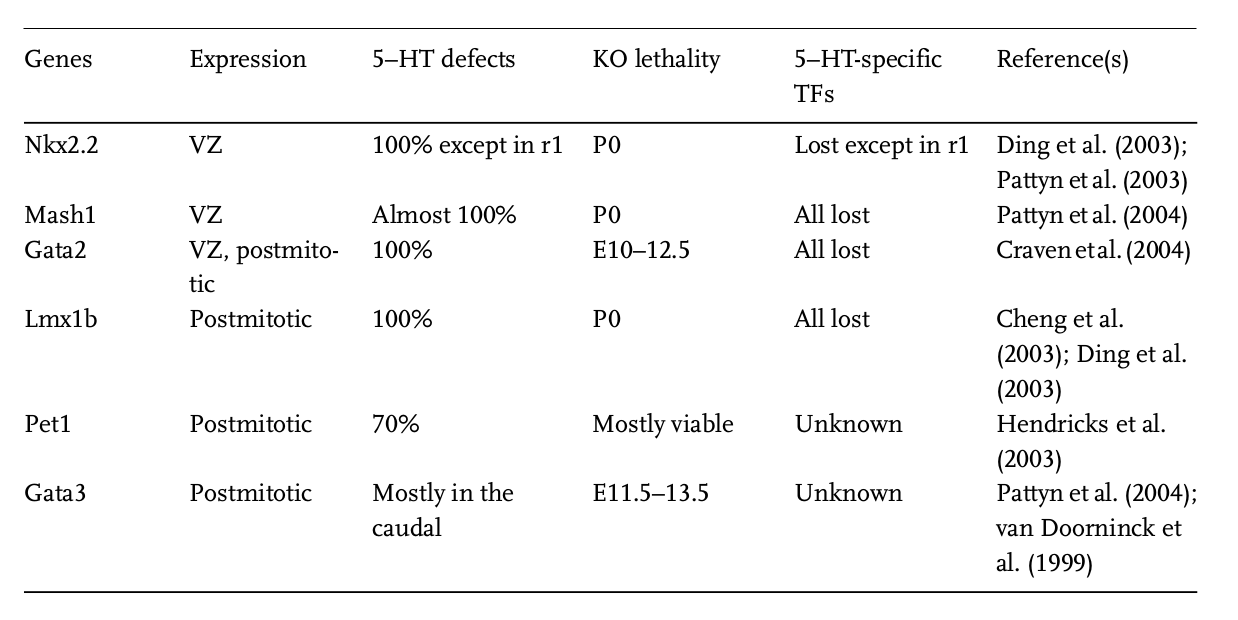 Genes Expression 5–HT defects KO lethality 5–HT-specific Reference(s)
TFs
Nkx2.2 VZ 100% except in r1 P0 Lost except in r1 Ding et al. (2003);
Pattyn et al. (2003)
Mash1 VZ Almost 100% P0 All lost Pattyn et al. (2004)
Gata2 VZ, postmito- 100% E10–12.5 All lost Craven et al. (2004)
tic
Lmx1b Postmitotic 100% P0 All lost Cheng et al.
(2003); Ding et al.
(2003)
Pet1 Postmitotic 70% Mostly viable Unknown Hendricks et al.
(2003)
Gata3 Postmitotic Mostly in the E11.5–13.5 Unknown Pattyn et al. (2004);
caudal van Doorninck et
al. (1999)